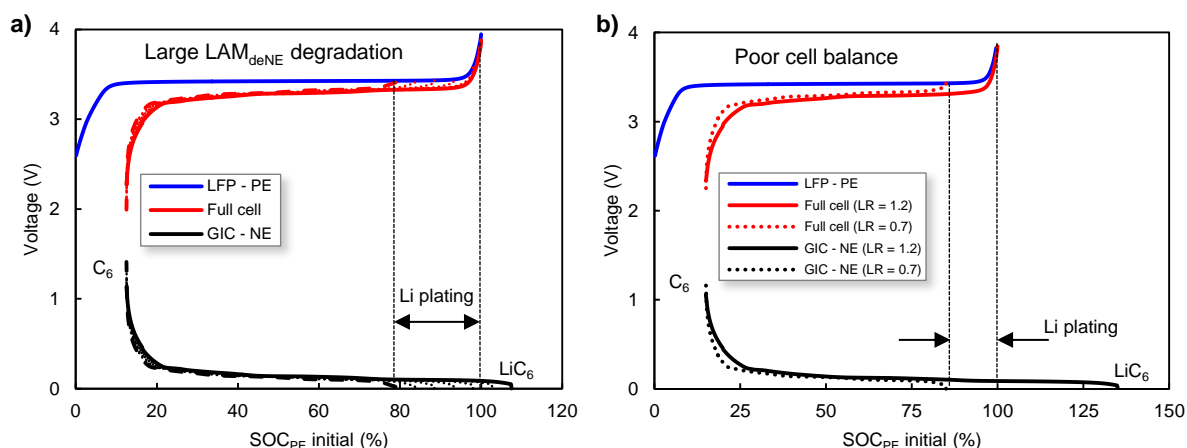 a)
Large LAMdeNE degradation
Voltage (V)
4
3
2
1
0
LFP - PE
Full cell
GIC - NE
C6
Li plating
LiC6
0 20 40 60 80 100 120
SOCPE initial (%)
b)
Poor cell balance
Voltage (V)
4
3
2
1
0
LFP - PE
Full cell (LR = 1.2)
Full cell (LR = 0.7)
GIC - NE (LR = 1.2)
GIC - NE (LR = 0.7)
C6
Li plating
LiC6
0 25 50 75 100 125 150
SOCPE initial (%)